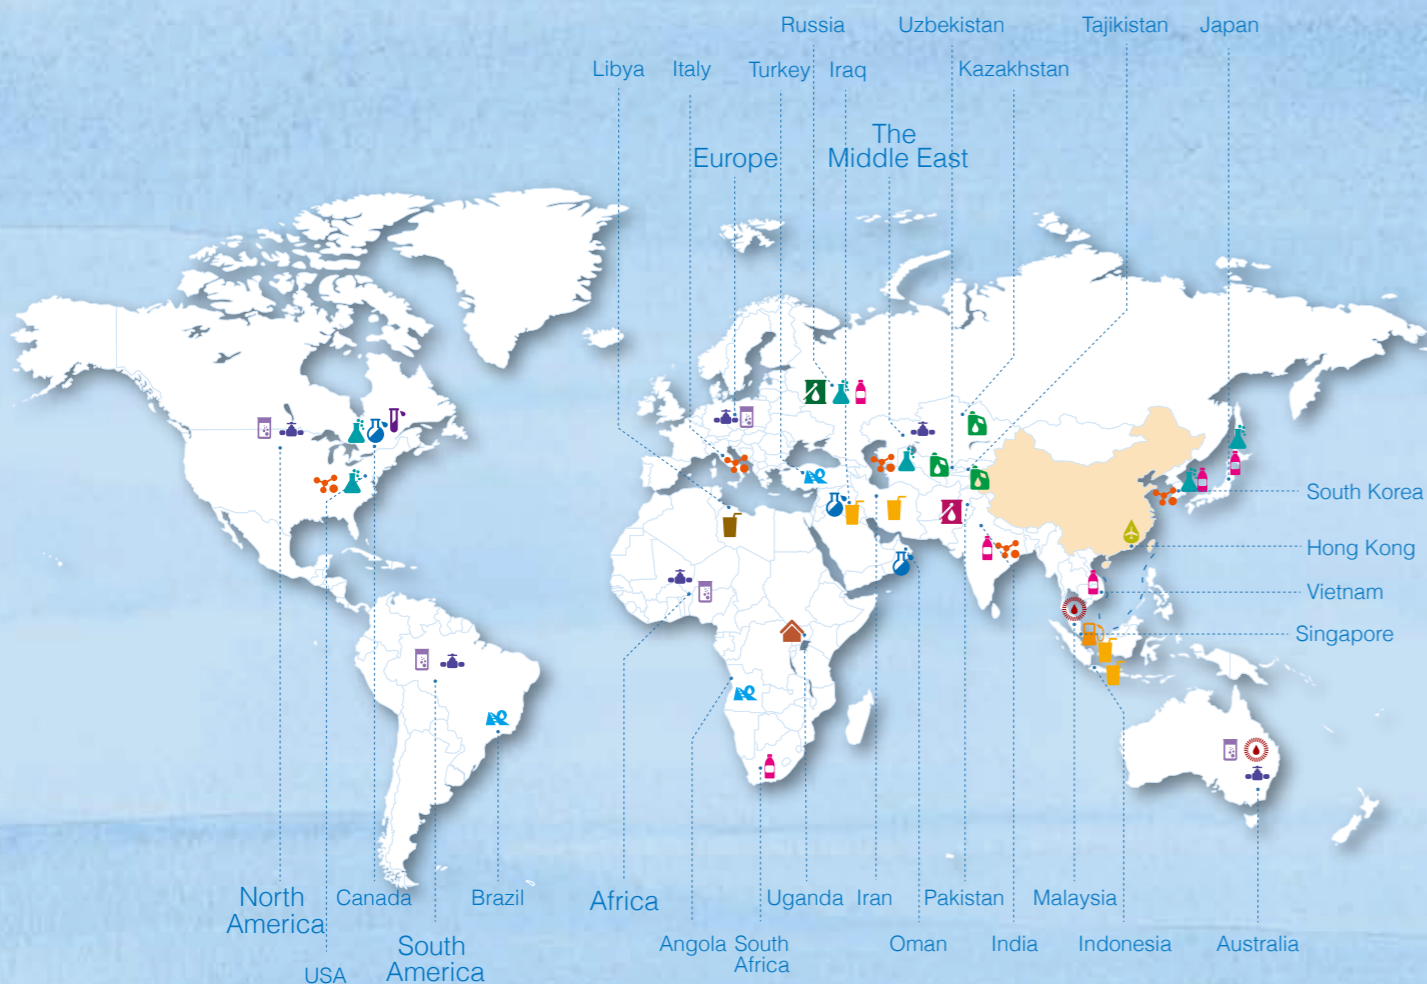 Russia
Uzbekistan
Tajikistan
Japan
Libya
Italy
Turkey
Iraq
Kazakhstan
The
Middle East
Europe
South Korea
Hong Kong
Vietnam
Singapore
North
America
Canada
Brazil
Africa
Uganda
Iran
Pakistan
Malaysia
South
America
Angola
South
Africa
Oman
India
Indonesia
Australia
USA